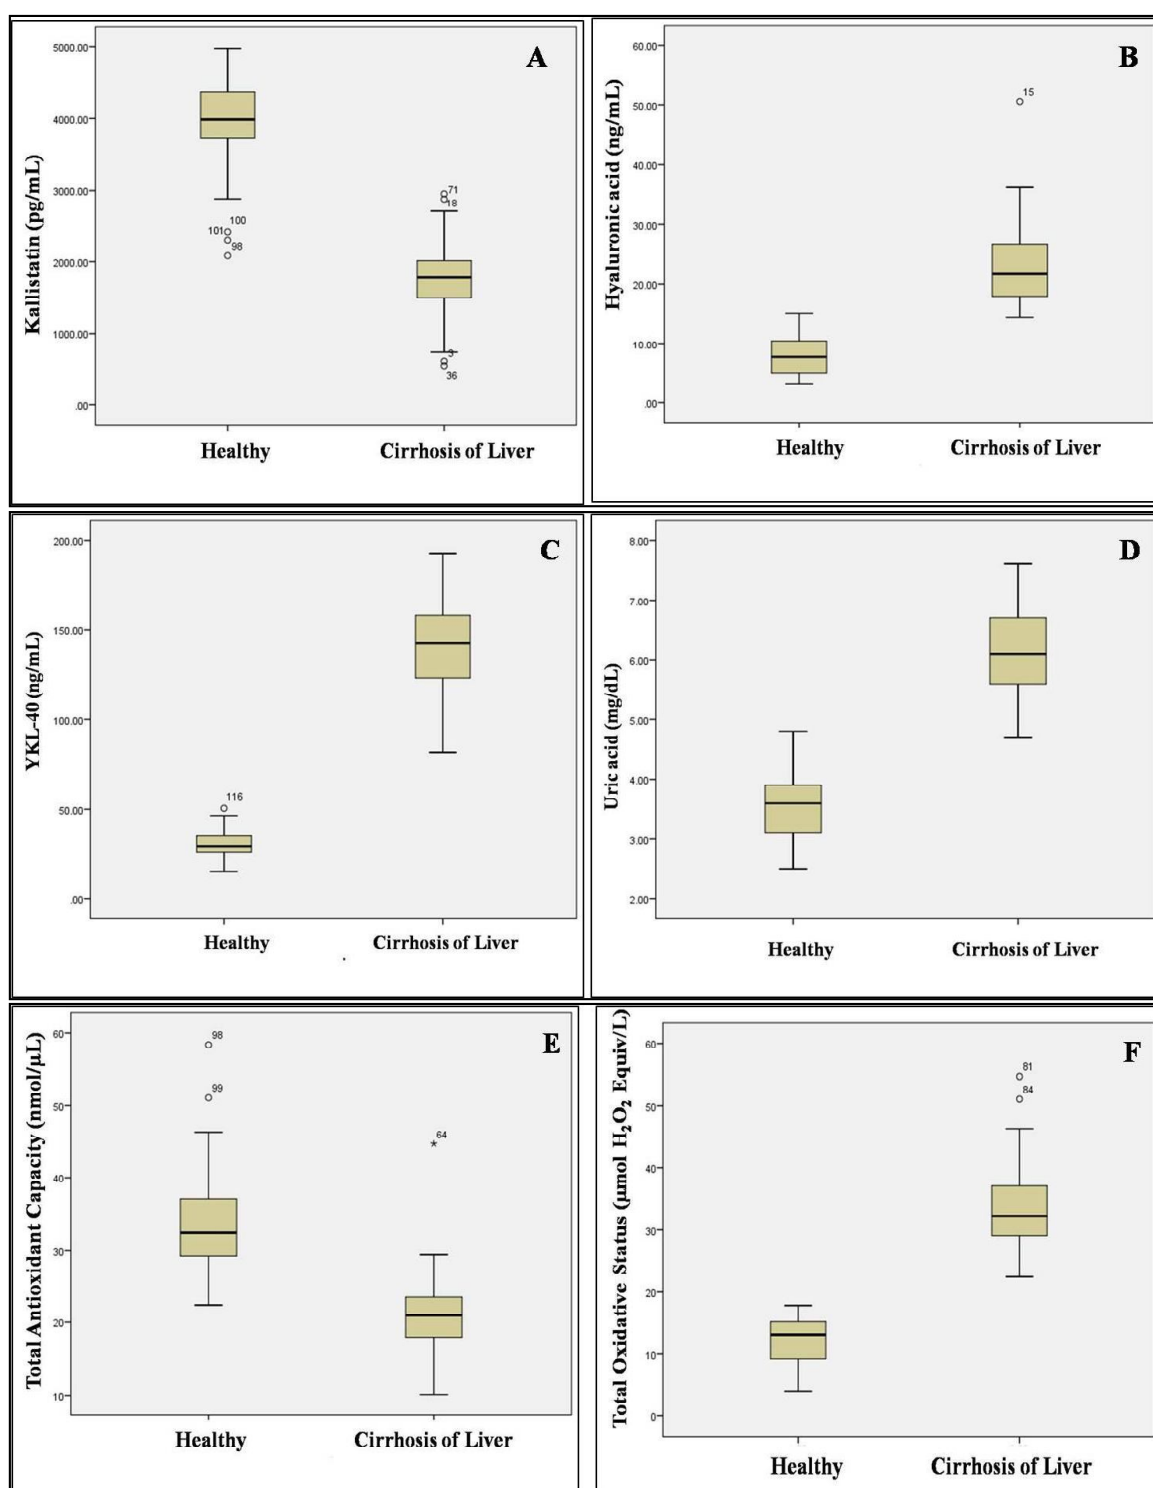 A
Kallistatin (pg/mL)
5000.00
4000.00
3000.00
2000.00
1000.00
.00
100
101
98
71
18
3
36
Healthy
Cirrhosis of Liver
B
Hyaluronic acid (ng/mL)
60.00
50.00
40.00
30.00
20.00
10.00
.00
15
Healthy
Cirrhosis of Liver
C
YKL-40 (ng/mL)
200.00
150.00
100.00
50.00
.00
116
Healthy
Cirrhosis of Liver
D
Uric acid (mg/dL)
8.00
7.00
6.00
5.00
4.00
3.00
2.00
Healthy
Cirrhosis of Liver
E
Total Antioxidant Capacity (nmol/µL)
60
50
40
30
20
10
98
99
64
Healthy
Cirrhosis of Liver
F
Total Oxidative Status (µmol H₂O₂ Equiv/L)
60
50
40
30
20
10
0
81
84
Healthy
Cirrhosis of Liver